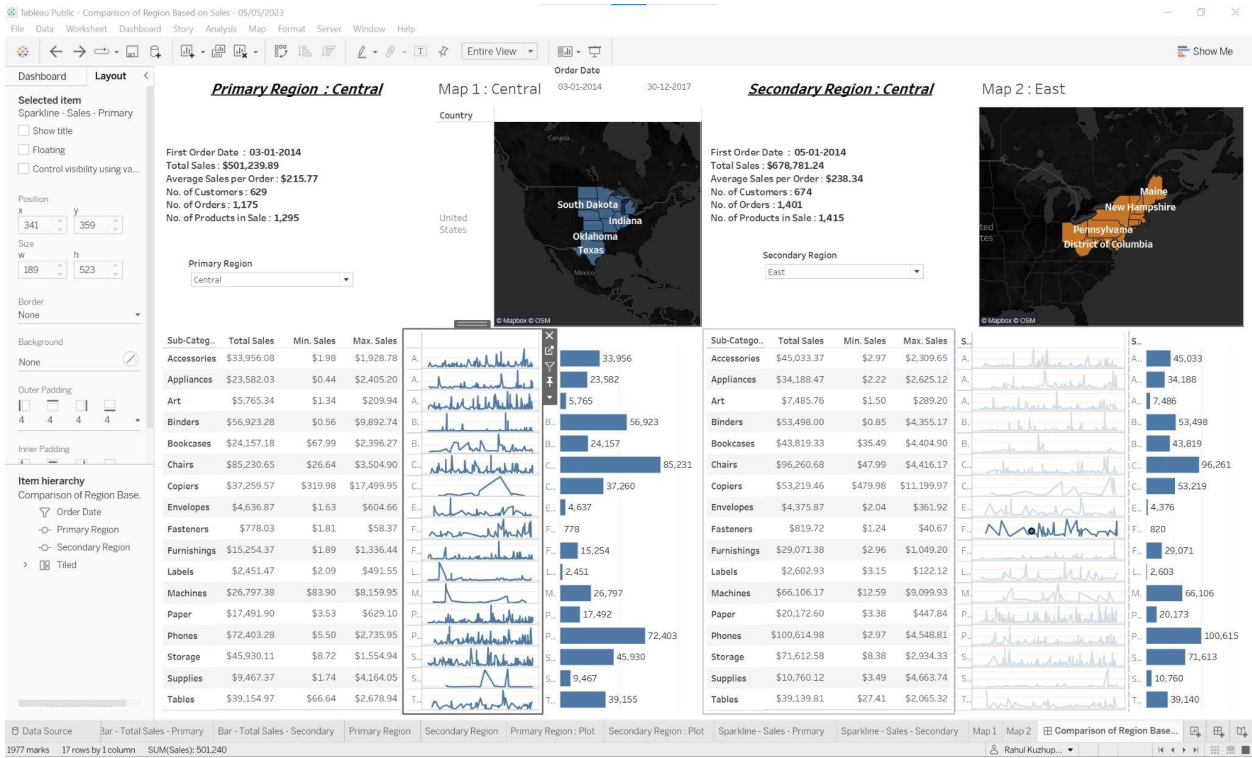 Tableau Public - Comparison of Region Based on Sales - 05/05/2023
File Data Worksheet Dashboard Story Analysis Map Format Server Window Help
Entire View
Show Me
Dashboard Layout
Selected item
Sparkline - Sales - Primary
Show title
Floating
Control visibility using va...
Position
x y
341 359
Size
w h
189 523
Border
None
Background
None
Outer Padding
4 4 4 4
Inner Padding
Item hierarchy
Comparison of Region Base.
Order Date
Primary Region
Secondary Region
Tiled
Primary Region : Central
First Order Date : 03-01-2014
Total Sales : $501,239.89
Average Sales per Order : $215.77
No. of Customers : 629
No. of Orders : 1,175
No. of Products in Sale : 1,295
Primary Region
Central
Map 1 : Central
Order Date
03-01-2014 30-12-2017
Country
United
States
Canada
South Dakota
Indiana
Oklahoma
Texas
Mexico
© Mapbox © OSM
Secondary Region : Central
First Order Date : 05-01-2014
Total Sales : $678,781.24
Average Sales per Order : $238.34
No. of Customers : 674
No. of Orders : 1,401
No. of Products in Sale : 1,415
Secondary Region
East
Map 2 : East
Maine
New Hampshire
ted
tes
Pennsylvania
District of Columbia
© Mapbox © OSM
Sub-Categ.. Total Sales Min. Sales Max. Sales
Accessories $33,956.08 $1.98 $1,928.78 A. 33,956
Appliances $23,582.03 $0.44 $2,405.20 A. 23,582
Art $5,765.34 $1.34 $209.94 A. 5,765
Binders $56,923.28 $0.56 $9,892.74 B. B.. 56,923
Bookcases $24,157.18 $67.99 $2,396.27 B.. B.. 24,157
Chairs $85,230.65 $26.64 $3,504.90 C.. C.. 85,231
Copiers $37,259.57 $319.98 $17,499.95 C.. C.. 37,260
Envelopes $4,636.87 $1.63 $604.66 E.. E.. 4,637
Fasteners $778.03 $1.81 $58.37 F.. F.. 778
Furnishings $15,254.37 $1.89 $1,336.44 F.. F.. 15,254
Labels $2,451.47 $2.09 $491.55 L.. L.. 2,451
Machines $26,797.38 $83.90 $8,159.95 M. M. 26,797
Paper $17,491.90 $3.53 $629.10 P.. P.. 17,492
Phones $72,403.28 $5.50 $2,735.95 P.. P.. 72,403
Storage $45,930.11 $8.72 $1,554.94 S.. S.. 45,930
Supplies $9,467.37 $1.74 $4,164.05 S.. S.. 9,467
Tables $39,154.97 $66.64 $2,678.94 T.. T.. 39,155
Sub-Catego.. Total Sales Min. Sales Max. Sales S.. S..
Accessories $45,033.37 $2.97 $2,309.65 A. A.. 45,033
Appliances $34,188.47 $2.22 $2,625.12 A. A.. 34,188
Art $7,485.76 $1.50 $289.20 A. A.. 7,486
Binders $53,498.00 $0.85 $4,355.17 B. B.. 53,498
Bookcases $43,819.33 $35.49 $4,404.90 B. B.. 43,819
Chairs $96,260.68 $47.99 $4,416.17 C.. C.. 96,261
Copiers $53,219.46 $479.98 $11,199.97 C.. C.. 53,219
Envelopes $4,375.87 $2.04 $361.92 E.. E.. 4,376
Fasteners $819.72 $1.24 $40.67 F.. F.. 820
Furnishings $29,071.38 $2.96 $1,049.20 F.. F.. 29,071
Labels $2,602.93 $3.15 $122.12 L.. L.. 2,603
Machines $66,106.17 $12.59 $9,099.93 M. M. 66,106
Paper $20,172.60 $3.38 $447.84 P.. P.. 20,173
Phones $100,614.98 $2.97 $4,548.81 P.. P.. 100,615
Storage $71,612.58 $8.38 $2,934.33 S.. S.. 71,613
Supplies $10,760.12 $3.49 $4,663.74 S.. S.. 10,760
Tables $39,139.81 $27.41 $2,065.32 T.. T.. 39,140
Data Source Bar - Total Sales - Primary Bar - Total Sales - Secondary Primary Region Secondary Region Primary Region : Plot Secondary Region : Plot Sparkline - Sales - Primary Sparkline - Sales - Secondary Map 1 Map 2 Comparison of Region Base...
1977 marks 17 rows by 1 column SUM(Sales): 501,240 Rahul Kuzhup...